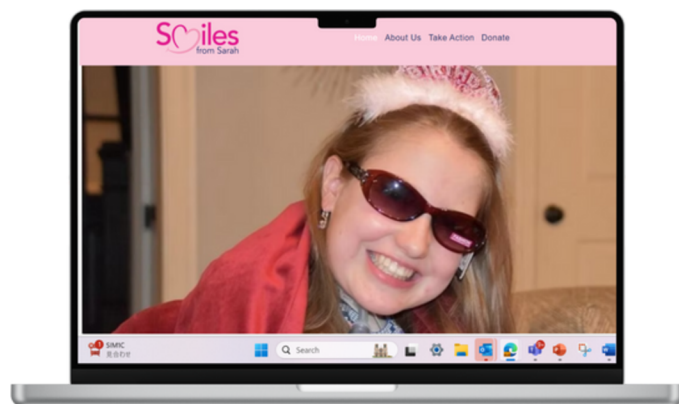 Smiles
from Sarah
Home About Us Take Action Donate
SIMIC
見合わせ
Search